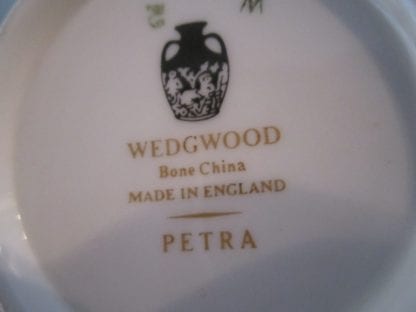 M
WEDGWOOD
Bone China
MADE IN ENGLAND
PETRA